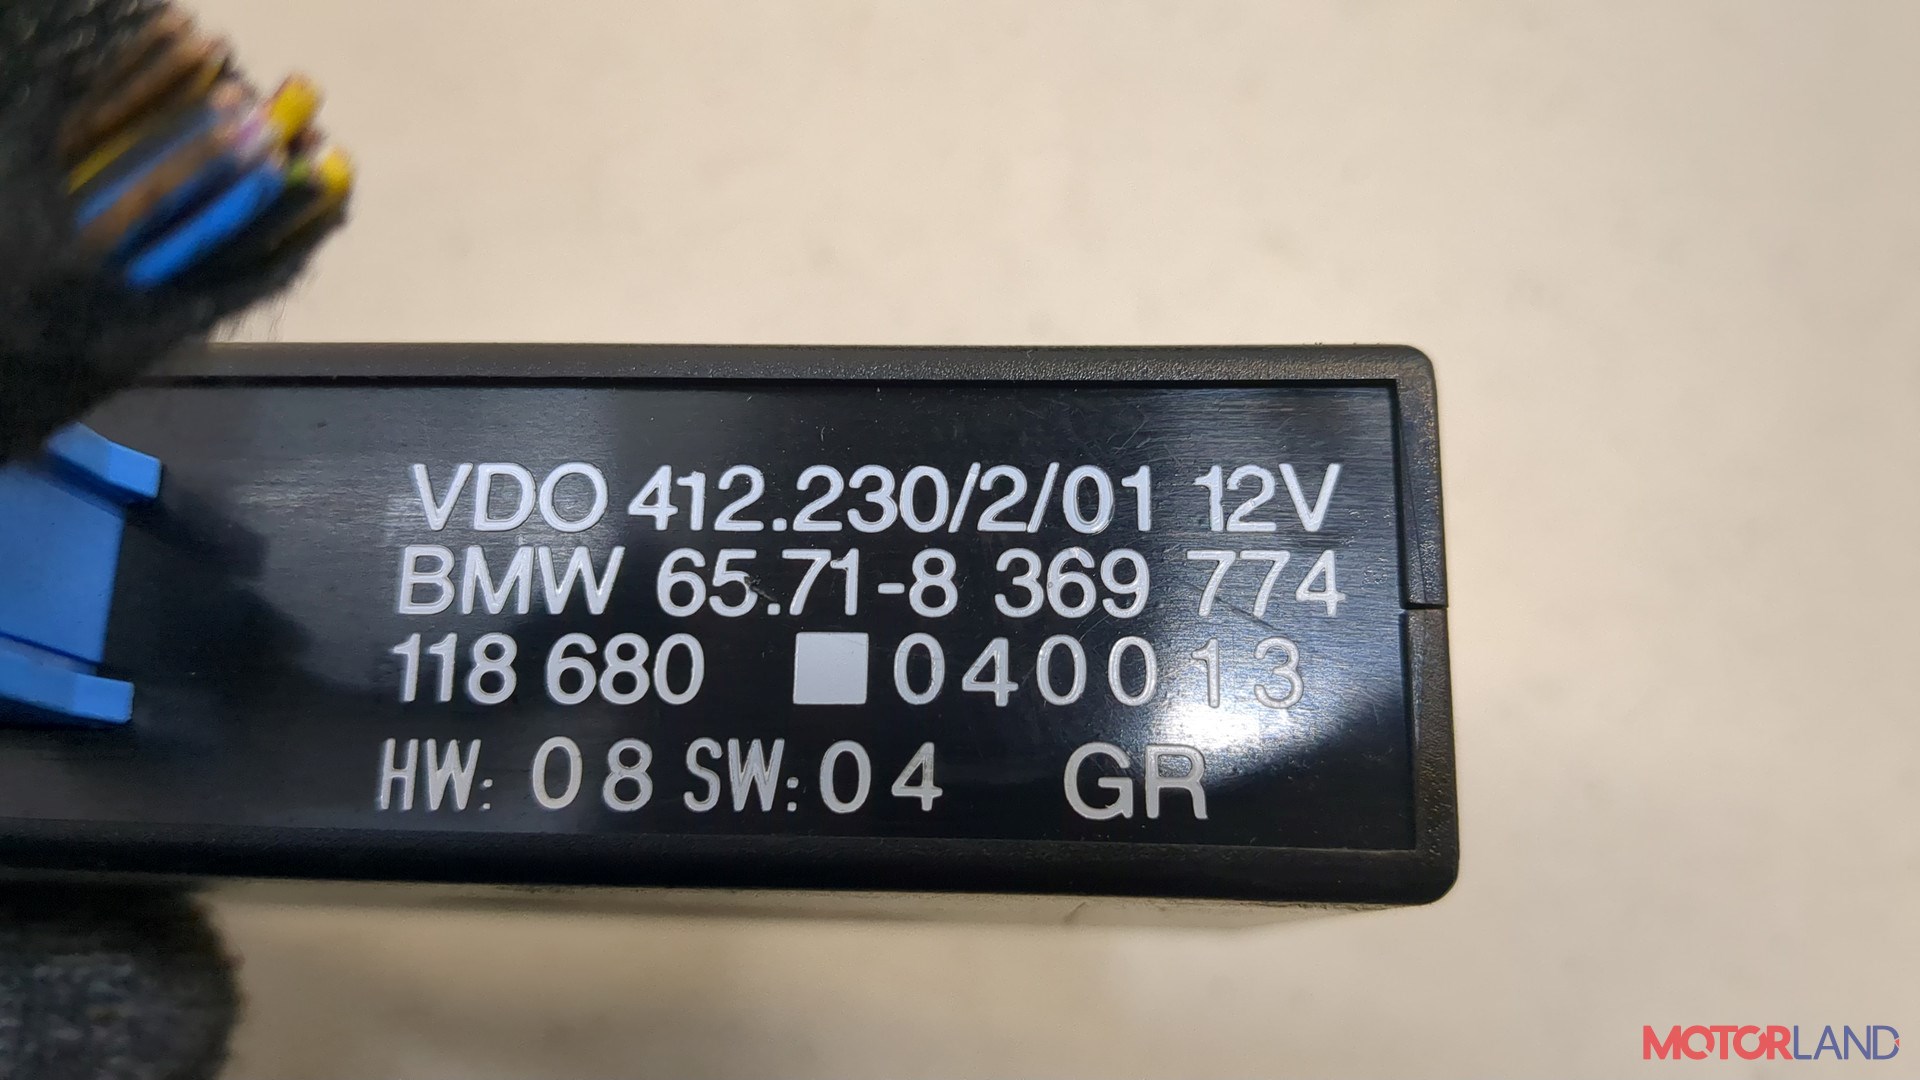 VDO 412.230/2/01 12V
BMW 65.71-8 369 774
118 680 040013
HW: 08 SW: 04 GR
MOTORLAND